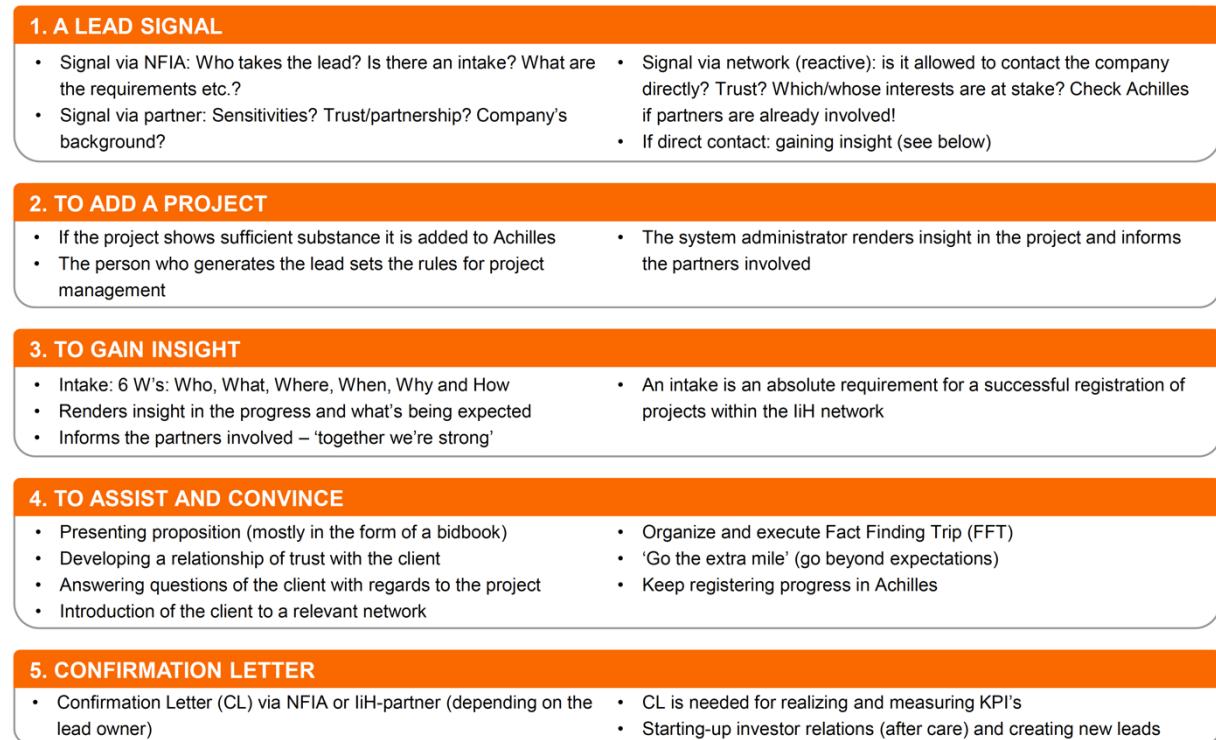 1. A LEAD SIGNAL
• Signal via NFIA: Who takes the lead? Is there an intake? What are
the requirements etc.?
• Signal via partner: Sensitivities? Trust/partnership? Company's
background?
• Signal via network (reactive): is it allowed to contact the company
directly? Trust? Which/whose interests are at stake? Check Achilles
if partners are already involved!
• If direct contact: gaining insight (see below)
2. TO ADD A PROJECT
• If the project shows sufficient substance it is added to Achilles
• The person who generates the lead sets the rules for project
management
• The system administrator renders insight in the project and informs
the partners involved
3. TO GAIN INSIGHT
• Intake: 6 W's: Who, What, Where, When, Why and How
• Renders insight in the progress and what's being expected
• Informs the partners involved – 'together we're strong'
• An intake is an absolute requirement for a successful registration of
projects within the IiH network
4. TO ASSIST AND CONVINCE
• Presenting proposition (mostly in the form of a bidbook)
• Developing a relationship of trust with the client
• Answering questions of the client with regards to the project
• Introduction of the client to a relevant network
• Organize and execute Fact Finding Trip (FFT)
• 'Go the extra mile' (go beyond expectations)
• Keep registering progress in Achilles
5. CONFIRMATION LETTER
• Confirmation Letter (CL) via NFIA or IiH-partner (depending on the
lead owner)
• CL is needed for realizing and measuring KPI's
• Starting-up investor relations (after care) and creating new leads